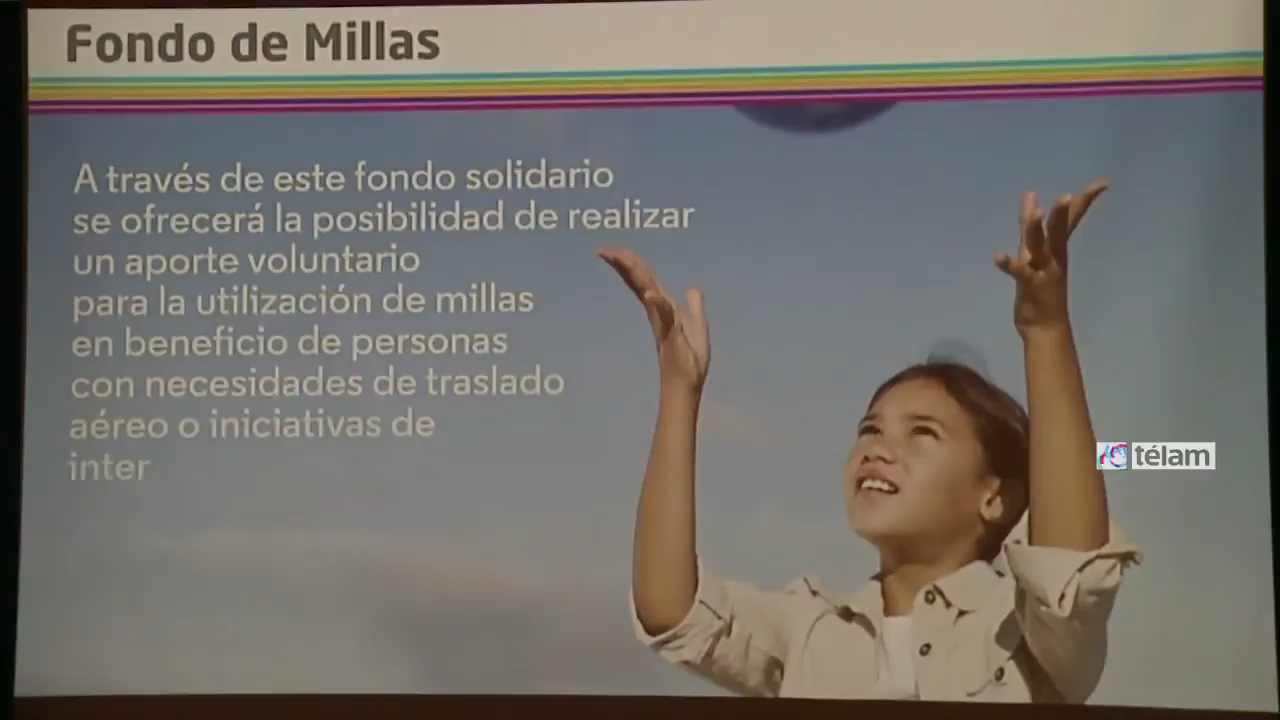 Fondo de Millas
A través de este fondo solidario
se ofrecerá la posibilidad de realizar
un aporte voluntario
para la utilización de millas
en beneficio de personas
con necesidades de traslado
aéreo o iniciativas de
inter
télam